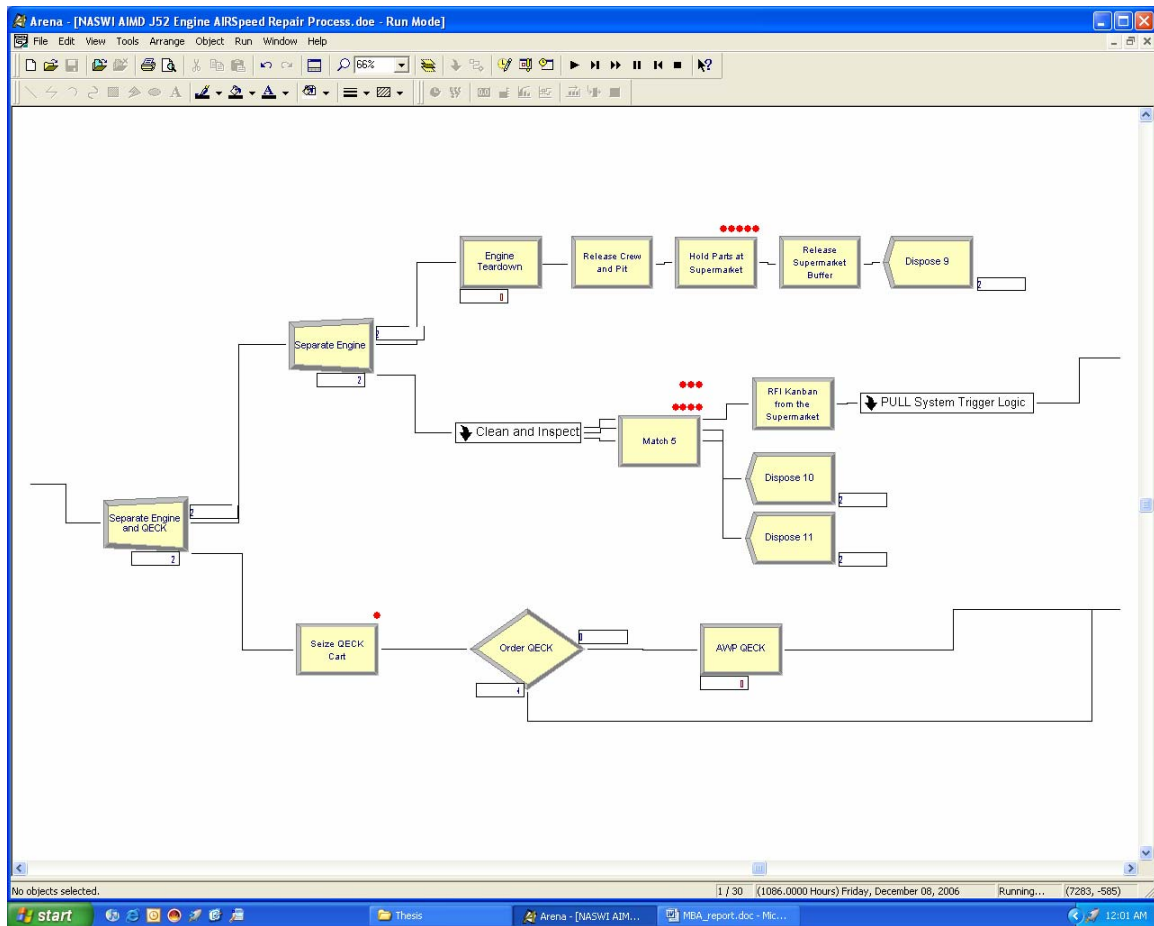 Arena - [NASWI AIMD J52 Engine AIRSpeed Repair Process.doe - Run Mode]
File Edit View Tools Arrange Object Run Window Help
66%
Engine
Teardown
0
Release Crew
and Pit
Hold Parts at
Supermarket
Release
Supermarket
Buffer
Dispose 9
2
Separate Engine
2
2
Clean and Inspect
Match 5
RFI Kanban
from the
Supermarket
PULL System Trigger Logic
Dispose 10
2
Dispose 11
2
Separate Engine
and QECK
2
2
Seize QECK
Cart
Order QECK
0
4
AWP QECK
0
No objects selected.
1 / 30
(1086.0000 Hours) Friday, December 08, 2006
Running...
(7283, -585)
start
Thesis
Arena - [NASWI AIM...
MBA_report.doc - Mic...
12:01 AM